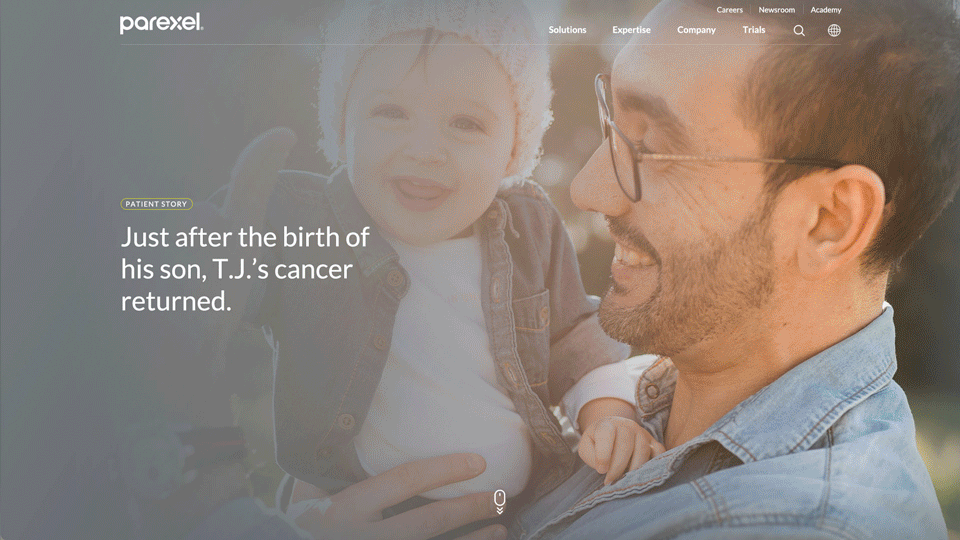 parexel
Careers Newsroom Academy
Solutions Expertise Company Trials
PATIENT STORY
Just after the birth of
his son, T.J.’s cancer
returned.